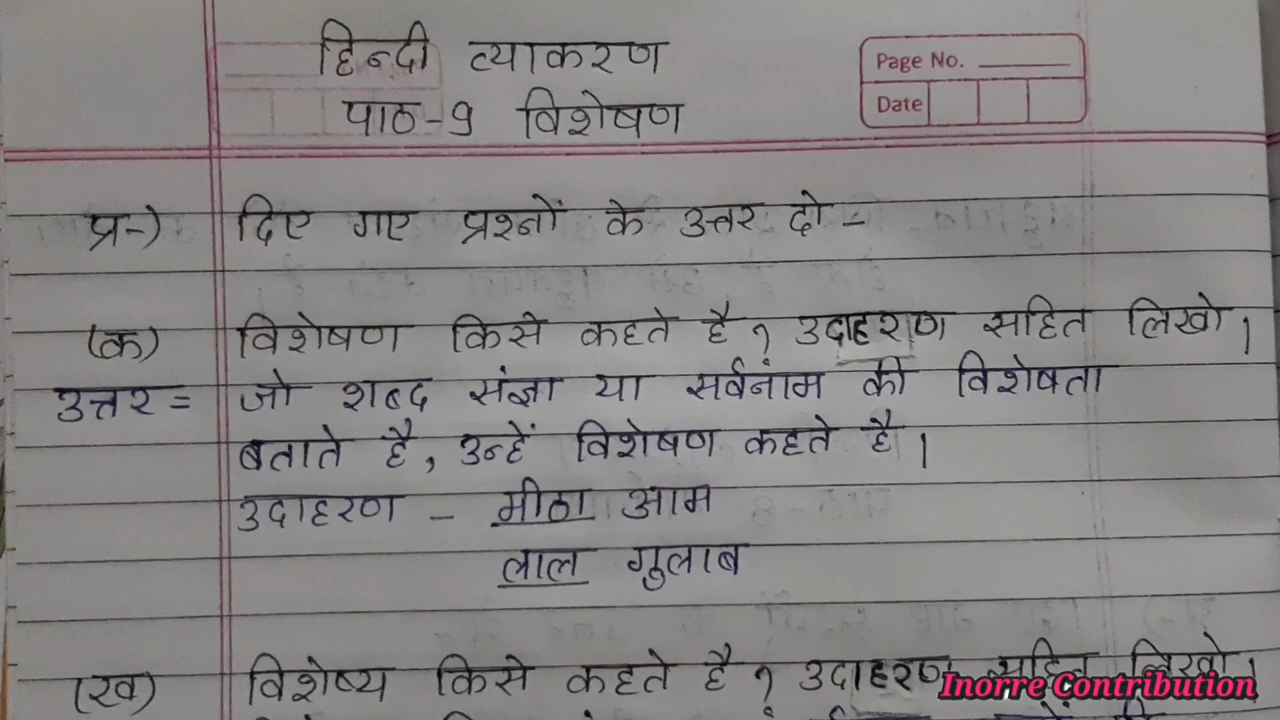 हिन्दी व्याकरण
पाठ-9 विशेषण
Page No.
Date
प्र-) दिए गए प्रश्नों के उत्तर दो -
(क) विशेषण किसे कहते है? उदाहरण सहित लिखो।
उत्तर = जो शब्द संज्ञा या सर्वनाम की विशेषता
बताते है, उन्हें विशेषण कहते है।
उदाहरण - मीठा आम
लाल गुलाब
(ख) विशेष्य किसे कहते है? उदाहरण सहित लिखो।
Inorre Contribution